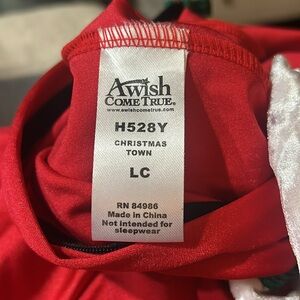 Awish
COME TRUE®
www.awishcometrue.com
H528Y
CHRISTMAS
TOWN
LC
RN 84986
Made in China
Not intended for
sleepwear